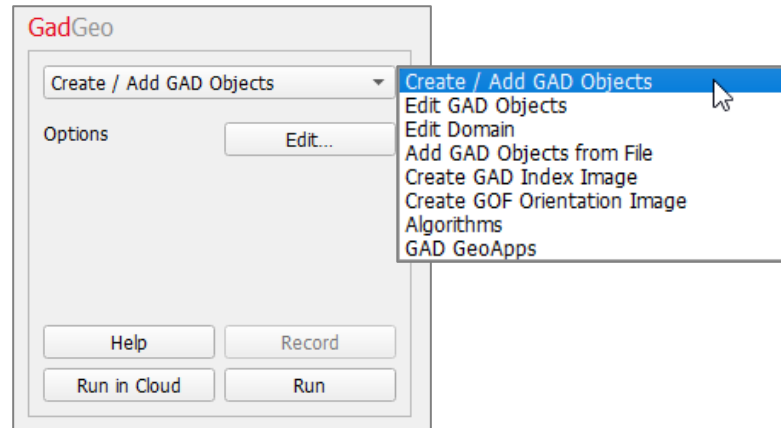 GadGeo
Create / Add GAD Objects
Options
Edit...
Help
Record
Run in Cloud
Run
Create / Add GAD Objects
Edit GAD Objects
Edit Domain
Add GAD Objects from File
Create GAD Index Image
Create GOF Orientation Image
Algorithms
GAD GeoApps